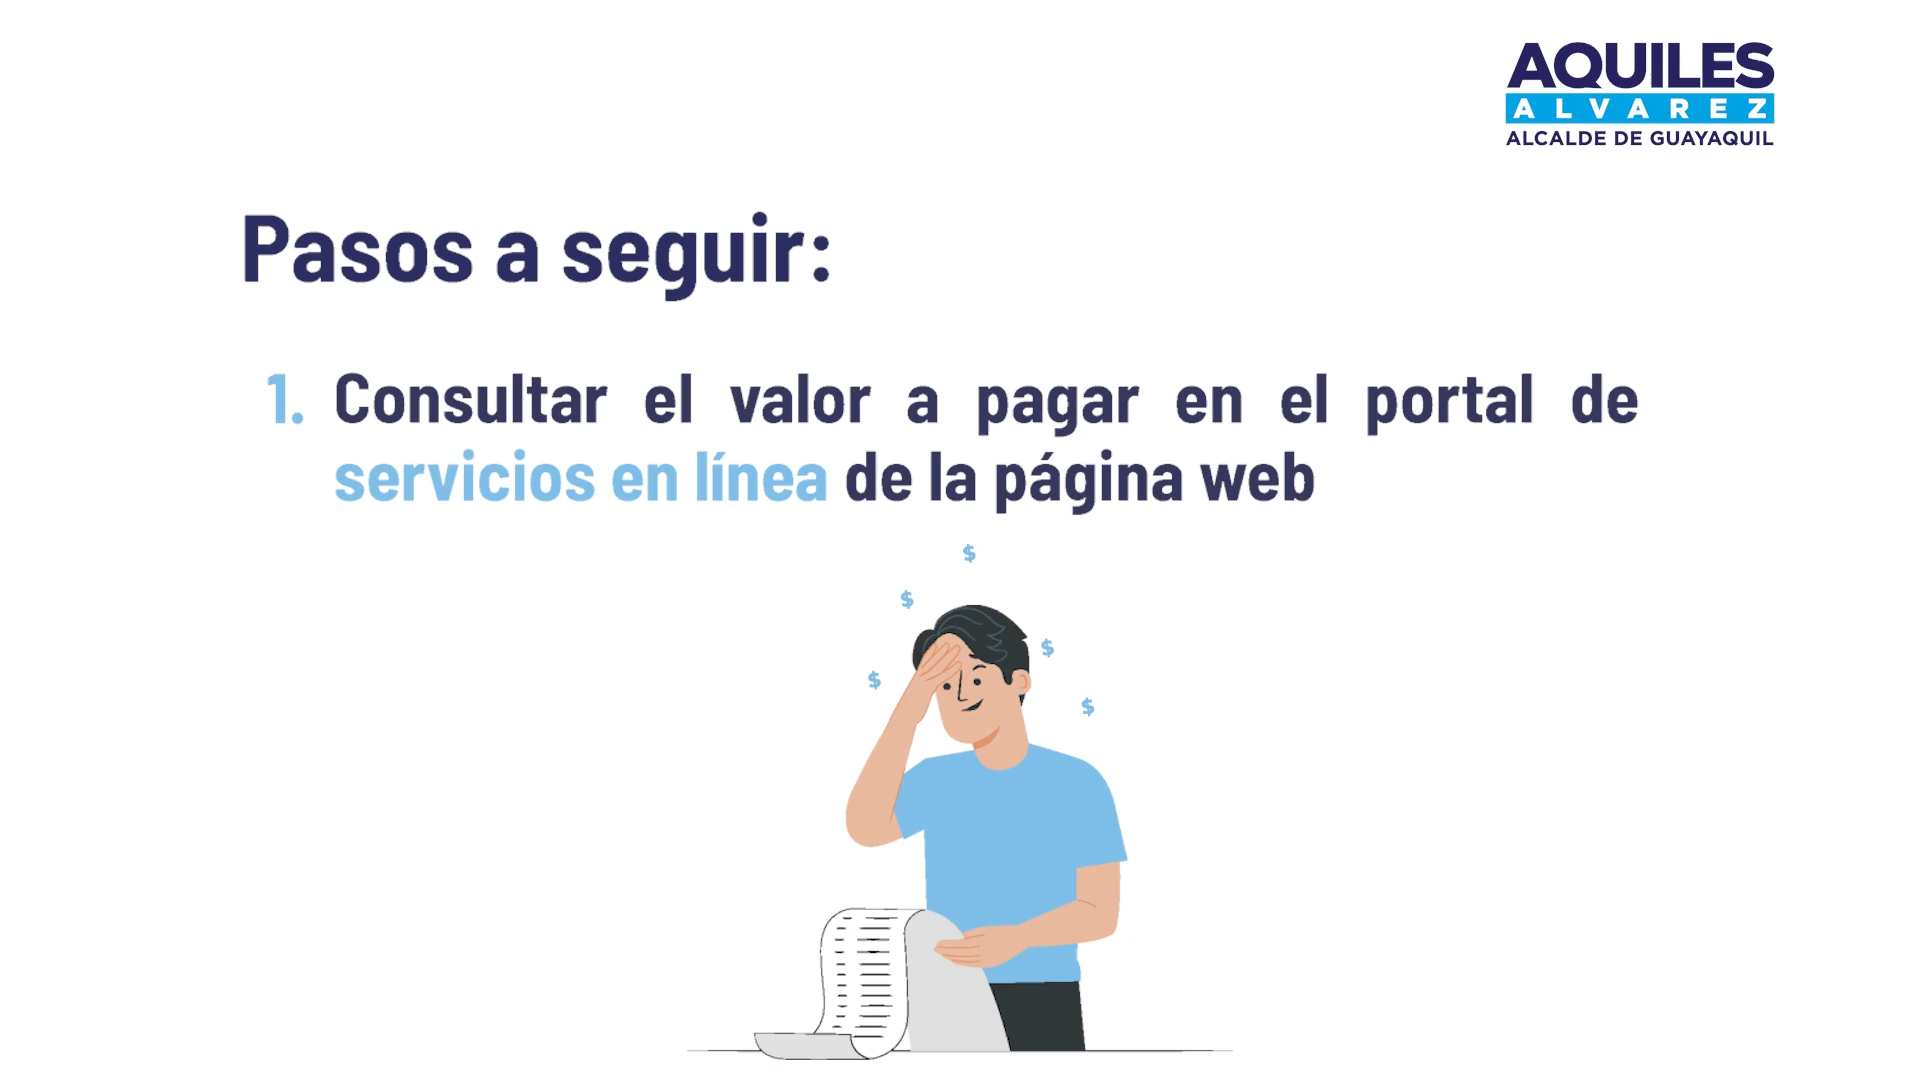 AQUILES
ALVAREZ
ALCALDE DE GUAYAQUIL
Pasos a seguir:
1. Consultar el valor a pagar en el portal de
servicios en línea de la página web
$
$
$
$
$